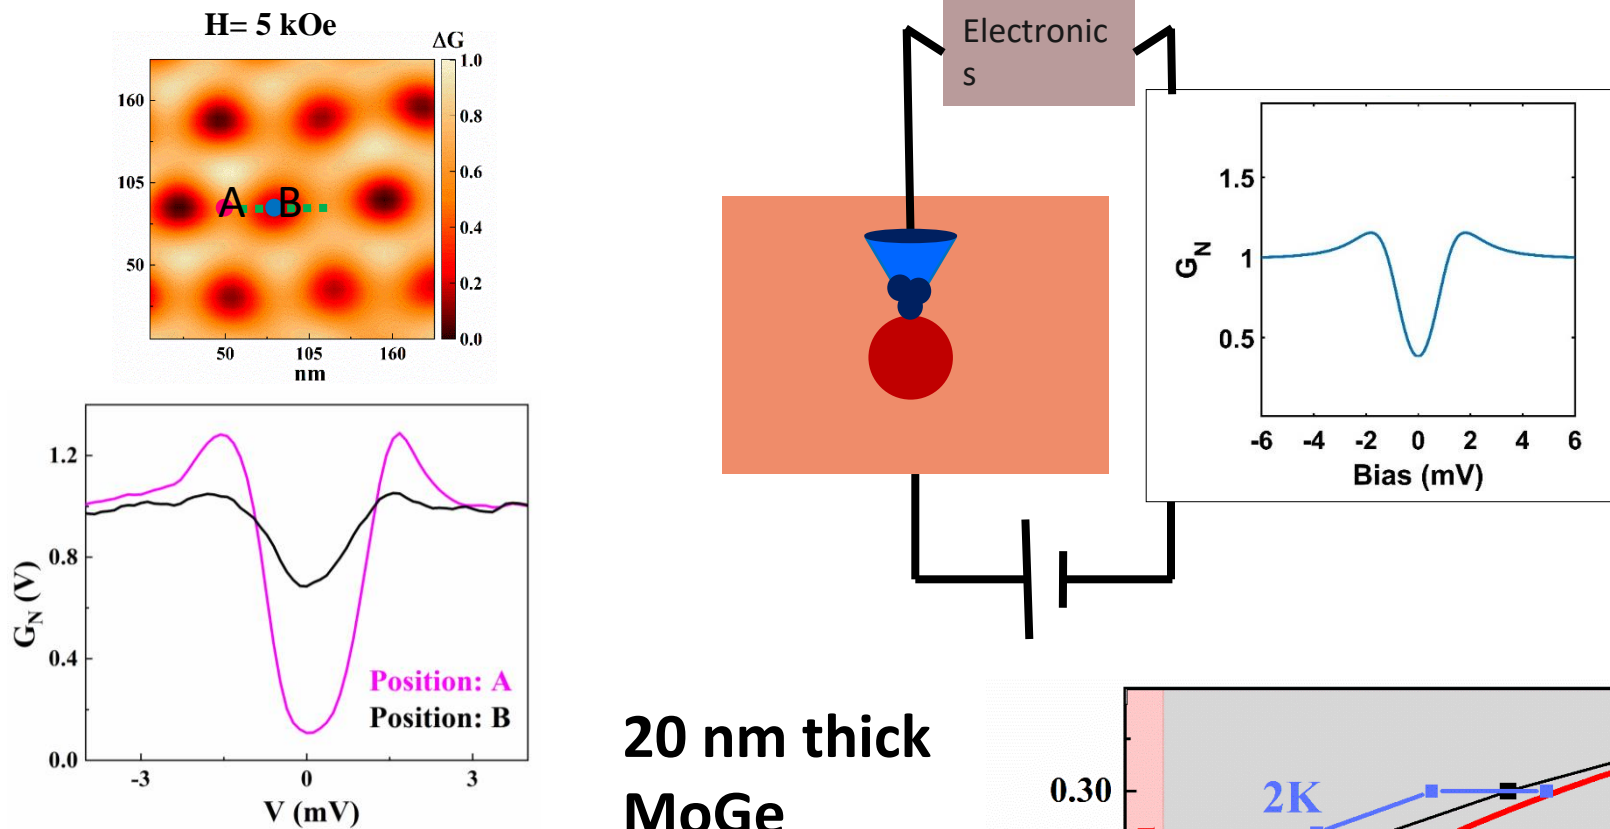 H= 5 kOe
ΔG
1.0
0.8
0.6
0.4
0.2
0.0
160
105
50
A B
50 105 160
nm
1.2
0.8
0.4
0.0
G_N (V)
Position: A
Position: B
-3 0 3
V (mV)
Electronic
s
1.5
1
0.5
G_N
-6 -4 -2 0 2 4 6
Bias (mV)
20 nm thick
MoGe
0.30
2K